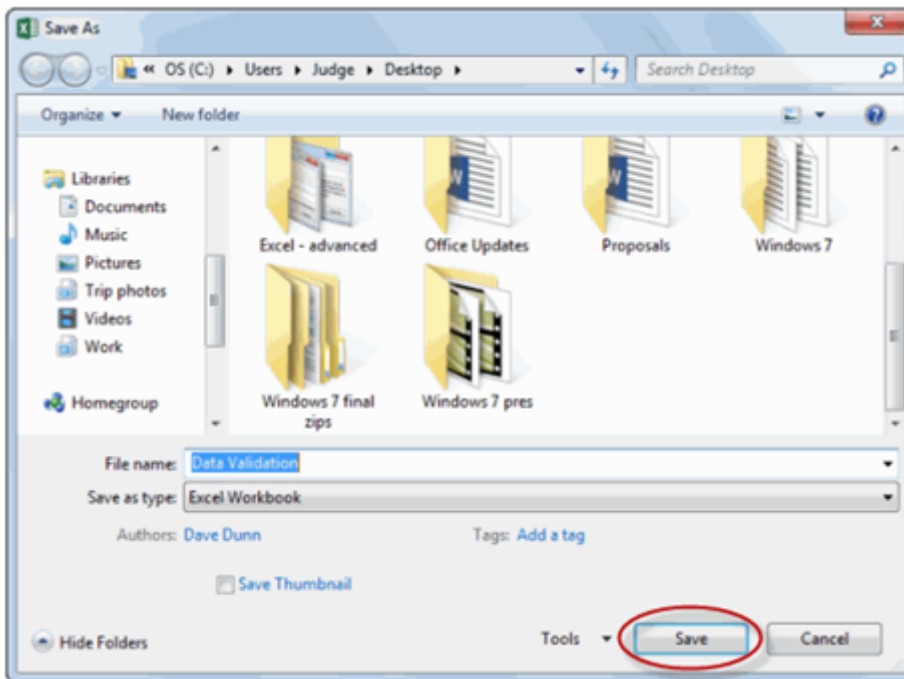 Save As
« OS (C:) ▸ Users ▸ Judge ▸ Desktop ▸
Search Desktop
Organize
New folder
Libraries
Documents
Music
Pictures
Trip photos
Videos
Work
Homegroup
Excel - advanced
Office Updates
Proposals
Windows 7
Windows 7 final
zips
Windows 7 pres
File name: Data Validation
Save as type: Excel Workbook
Authors: Dave Dunn
Tags: Add a tag
Save Thumbnail
Hide Folders
Tools
Save
Cancel